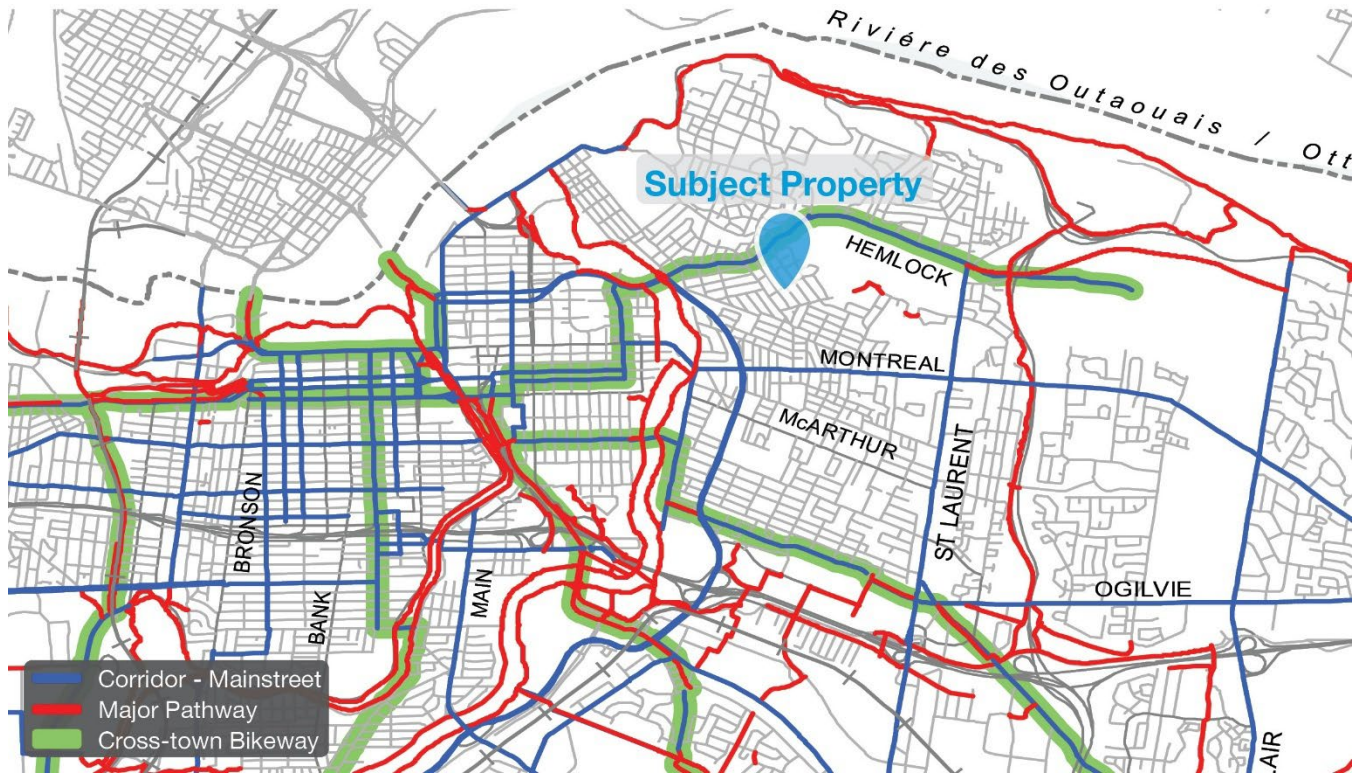 Riviére des Outaouais / Ott
Subject Property
HEMLOCK
MONTREAL
McARTHUR
ST LAURENT
BRONSON
BANK
MAIN
OGILVIE
AIR
Corridor - Mainstreet
Major Pathway
Cross-town Bikeway